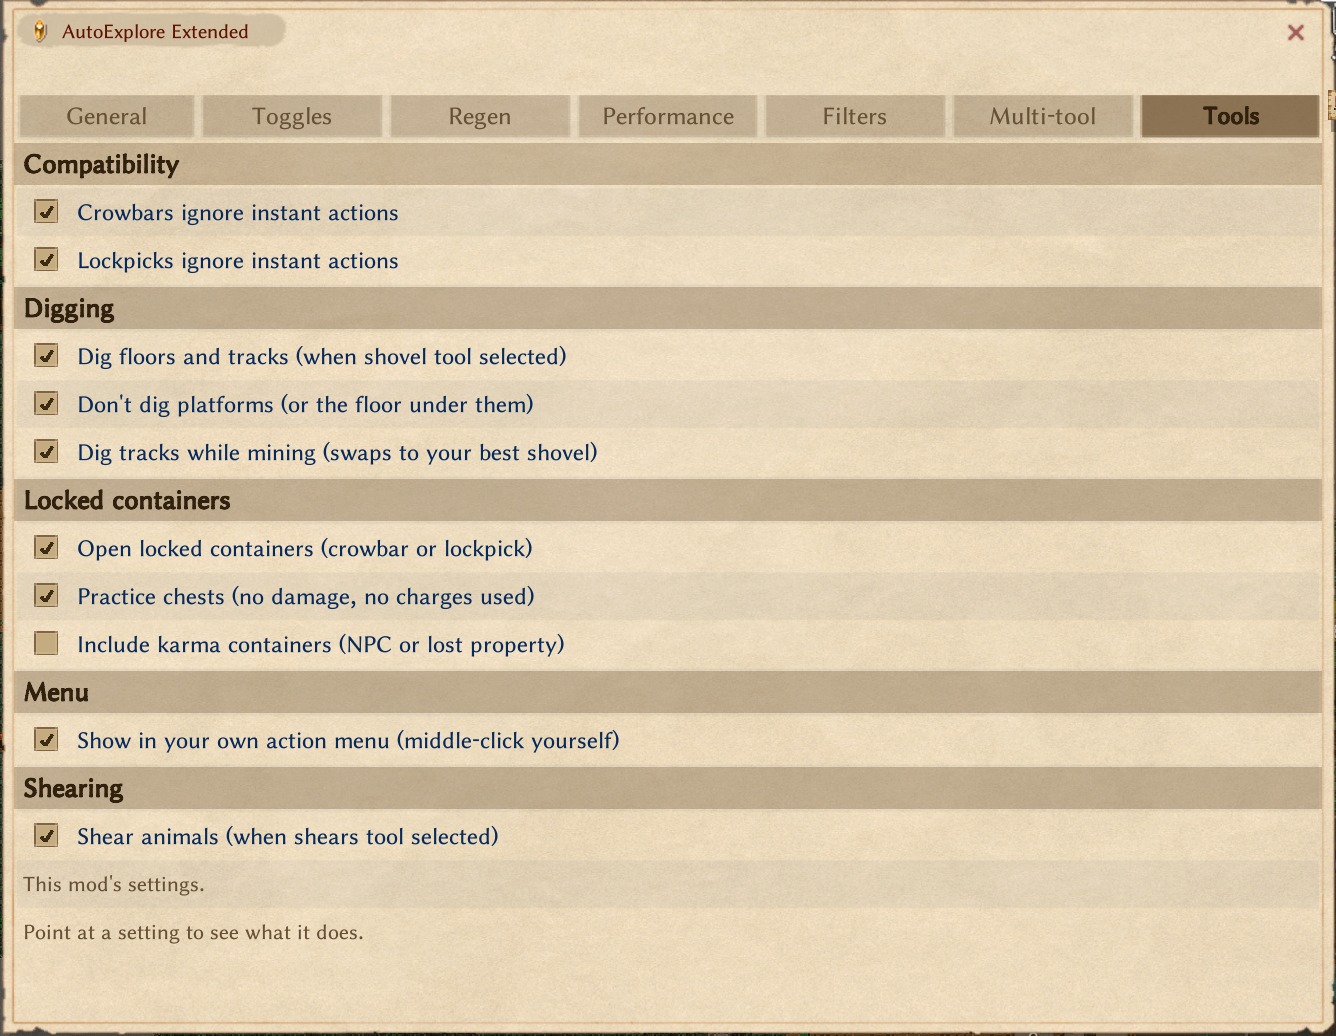 AutoExplore Extended
General
Toggles
Regen
Performance
Filters
Multi-tool
Tools
Compatibility
Crowbars ignore instant actions
Lockpicks ignore instant actions
Digging
Dig floors and tracks (when shovel tool selected)
Don't dig platforms (or the floor under them)
Dig tracks while mining (swaps to your best shovel)
Locked containers
Open locked containers (crowbar or lockpick)
Practice chests (no damage, no charges used)
Include karma containers (NPC or lost property)
Menu
Show in your own action menu (middle-click yourself)
Shearing
Shear animals (when shears tool selected)
This mod's settings.
Point at a setting to see what it does.